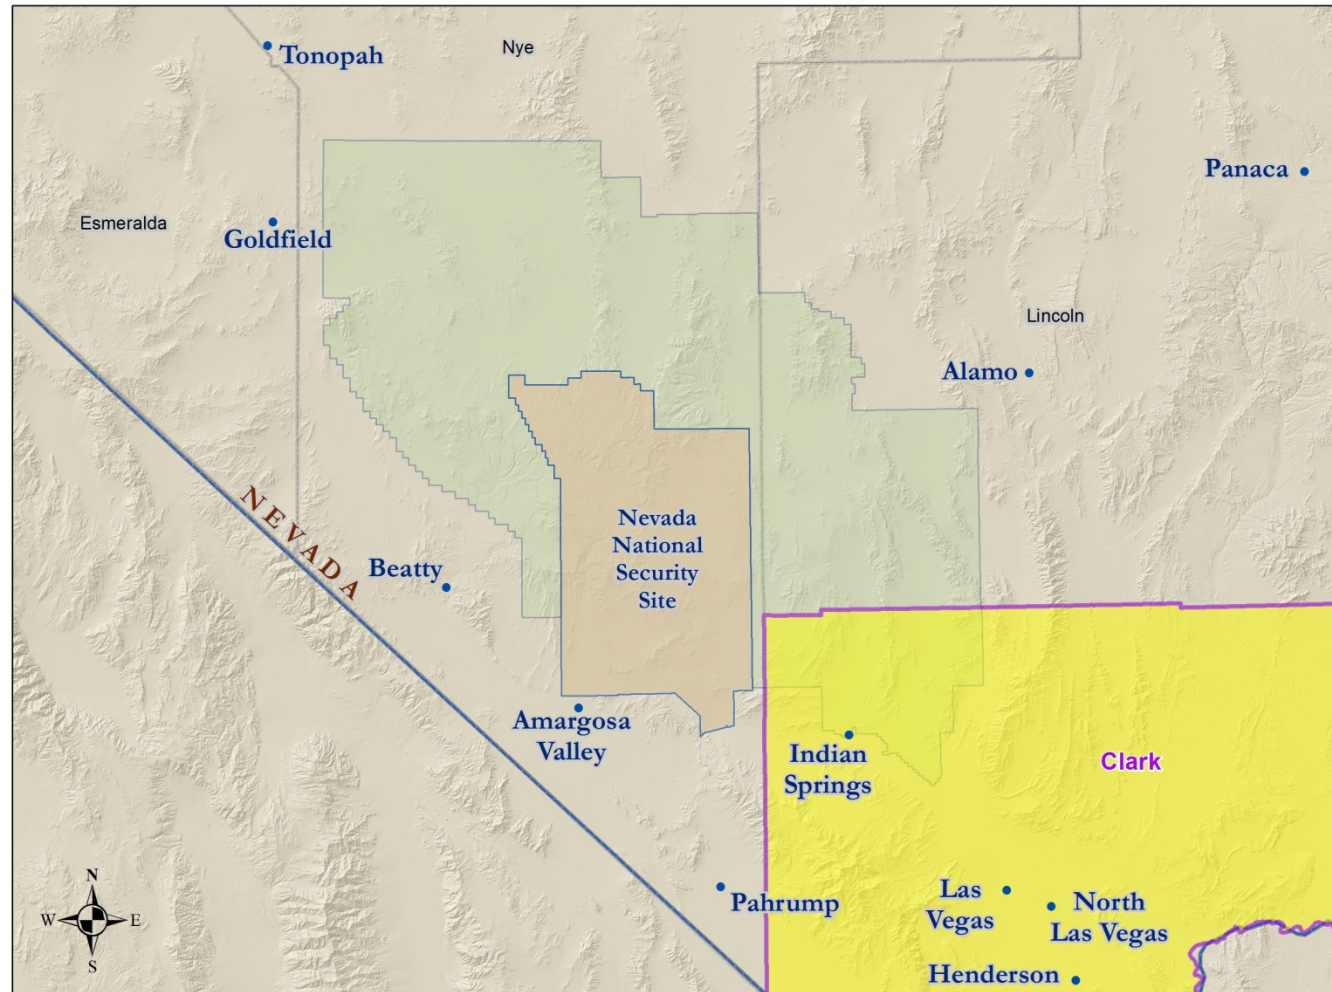 Tonopah
Nye
Panaca
Esmeralda
Goldfield
Lincoln
Alamo
NEVADA
Nevada
National
Security
Site
Beatty
Amargosa
Valley
Indian
Springs
Clark
Pahrump
Las
Vegas
North
Las Vegas
Henderson
N
W
E
S